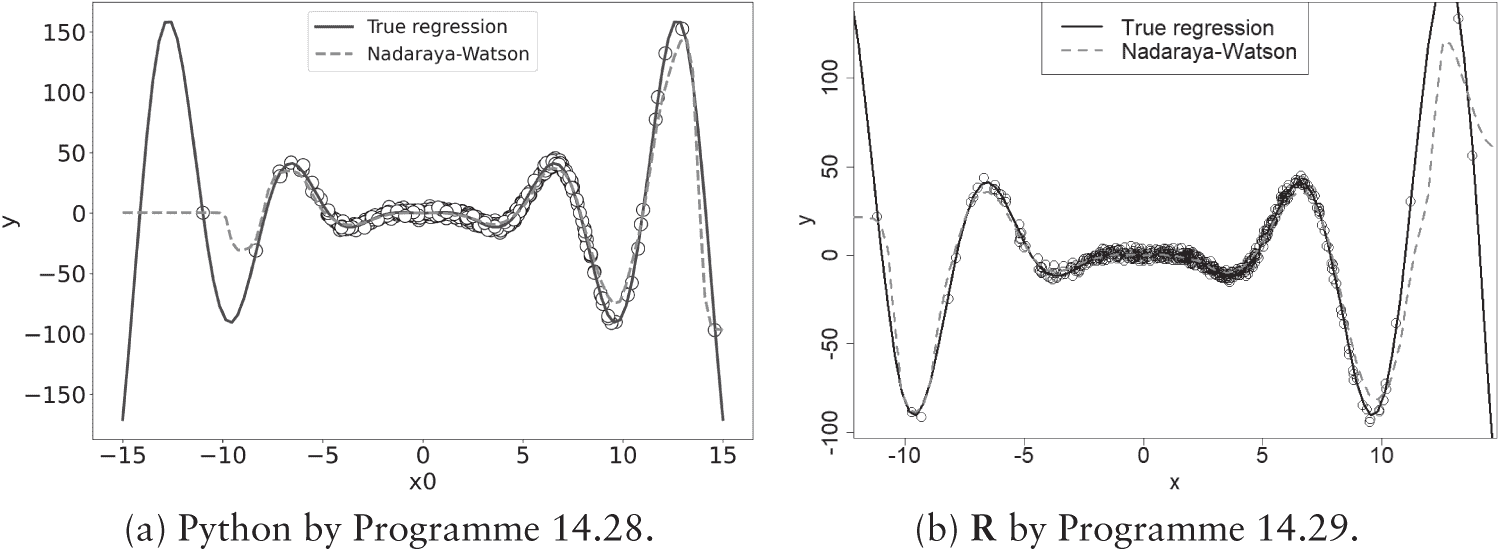 True regression
Nadaraya-Watson
150
100
50
0
−50
−100
−150
y
−15 −10 −5 0 5 10 15
x0
(a) Python by Programme 14.28.
True regression
Nadaraya-Watson
100
50
0
-50
-100
y
-10 -5 0 5 10
x
(b) R by Programme 14.29.